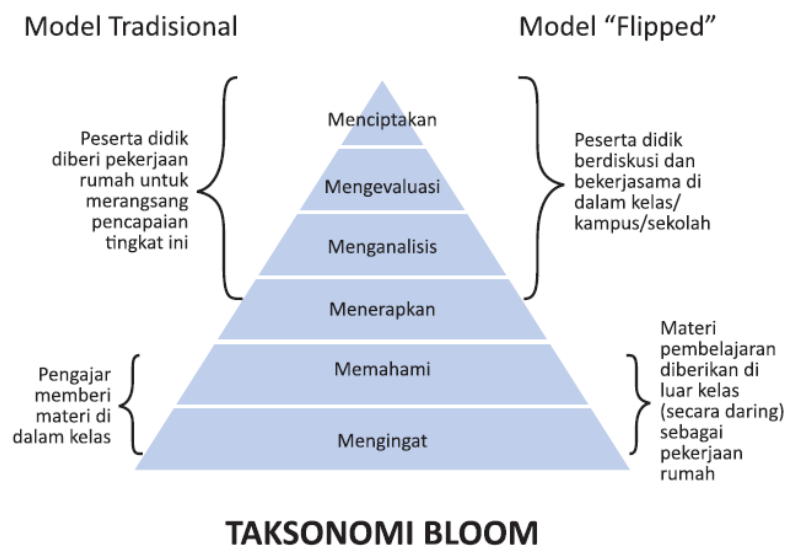 Model Tradisional
Model “Flipped”
Peserta didik
diberi pekerjaan
rumah untuk
merangsang
pencapaian
tingkat ini
Pengajar
memberi
materi di
dalam kelas
Menciptakan
Mengevaluasi
Menganalisis
Menerapkan
Memahami
Mengingat
Peserta didik
berdiskusi dan
bekerjasama di
dalam kelas/
kampus/sekolah
Materi
pembelajaran
diberikan di
luar kelas
(secara daring)
sebagai
pekerjaan
rumah
TAKSONOMI BLOOM